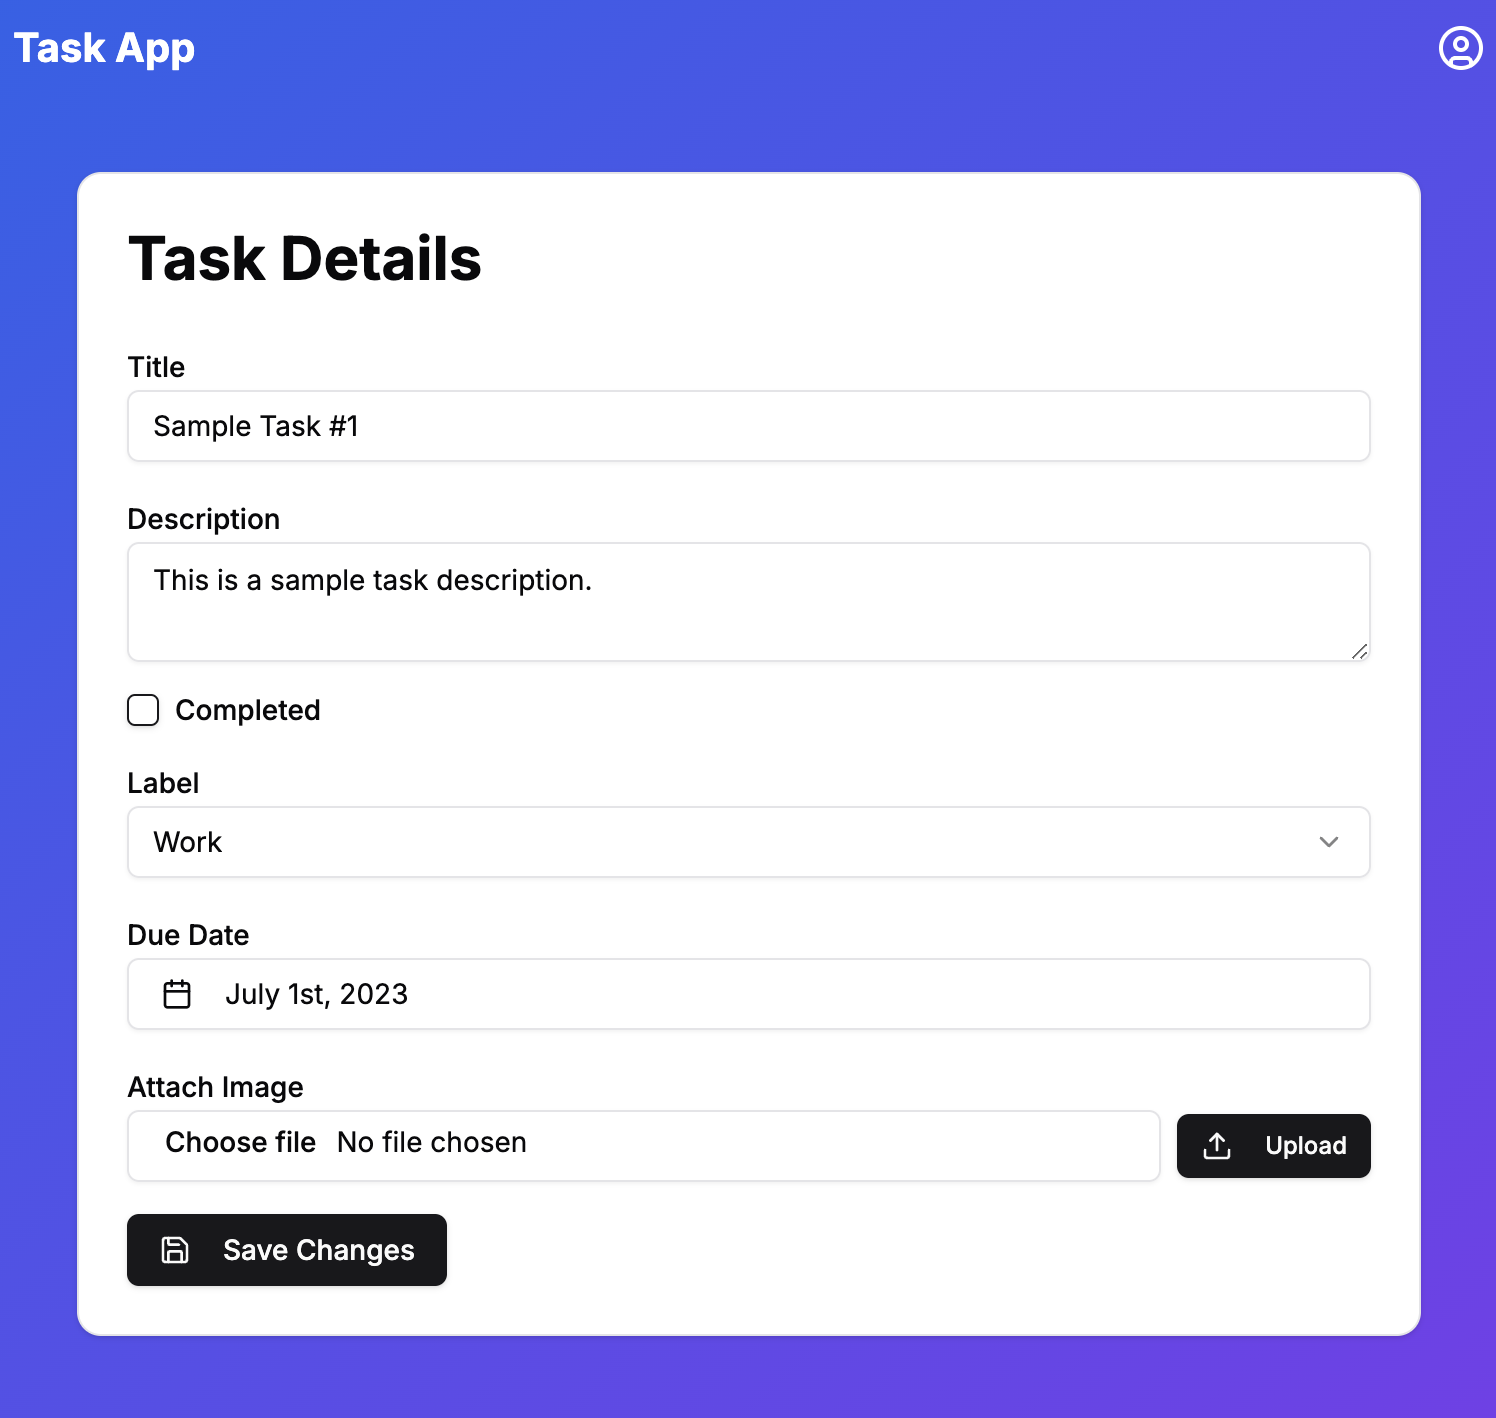 Task App
Task Details
Title
Sample Task #1
Description
This is a sample task description.
Completed
Label
Work
Due Date
July 1st, 2023
Attach Image
Choose file No file chosen
Upload
Save Changes